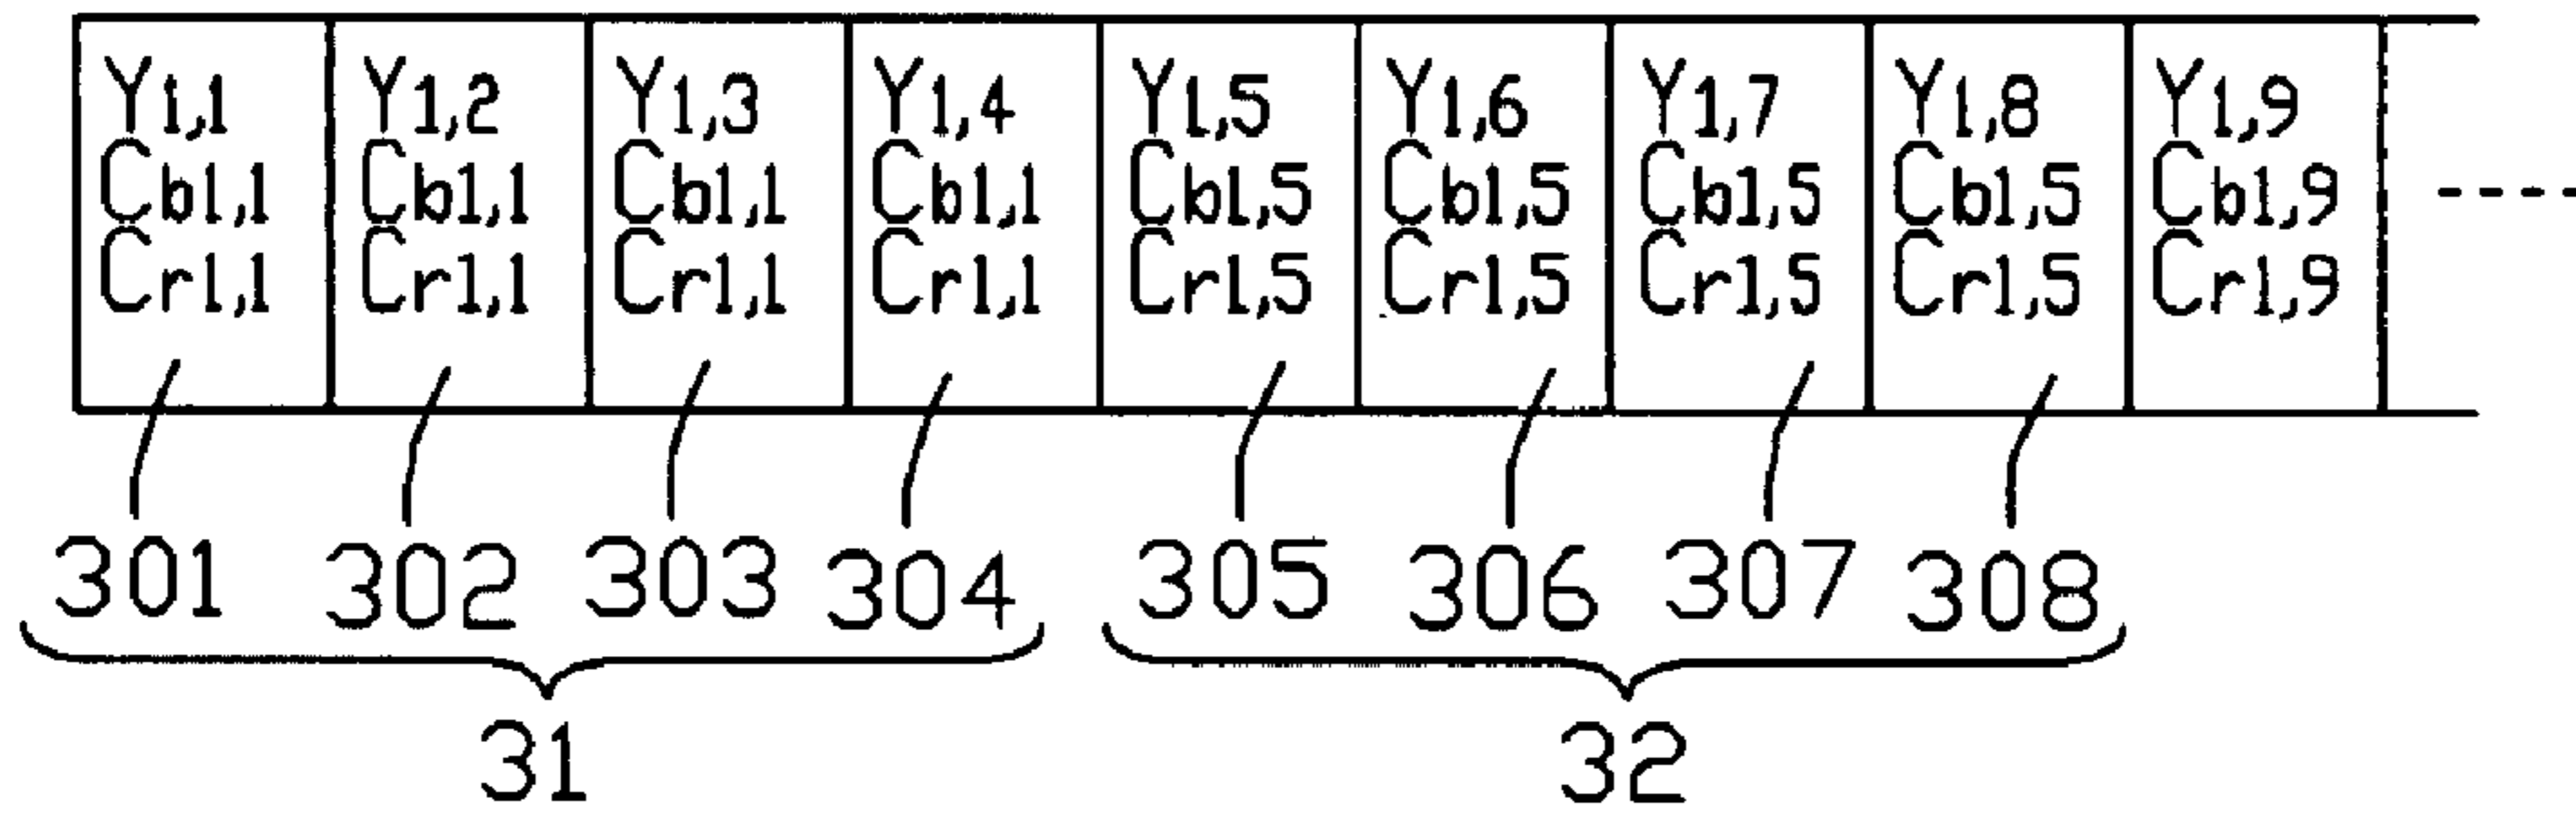 Y1,1 Y1,2 Y1,3 Y1,4 Y1,5 Y1,6 Y1,7 Y1,8 Y1,9
Cb1,1 Cb1,1 Cb1,1 Cb1,1 Cb1,5 Cb1,5 Cb1,5 Cb1,5 Cb1,9
Cr1,1 Cr1,1 Cr1,1 Cr1,1 Cr1,5 Cr1,5 Cr1,5 Cr1,5 Cr1,9
301 302 303 304 305 306 307 308
31 32